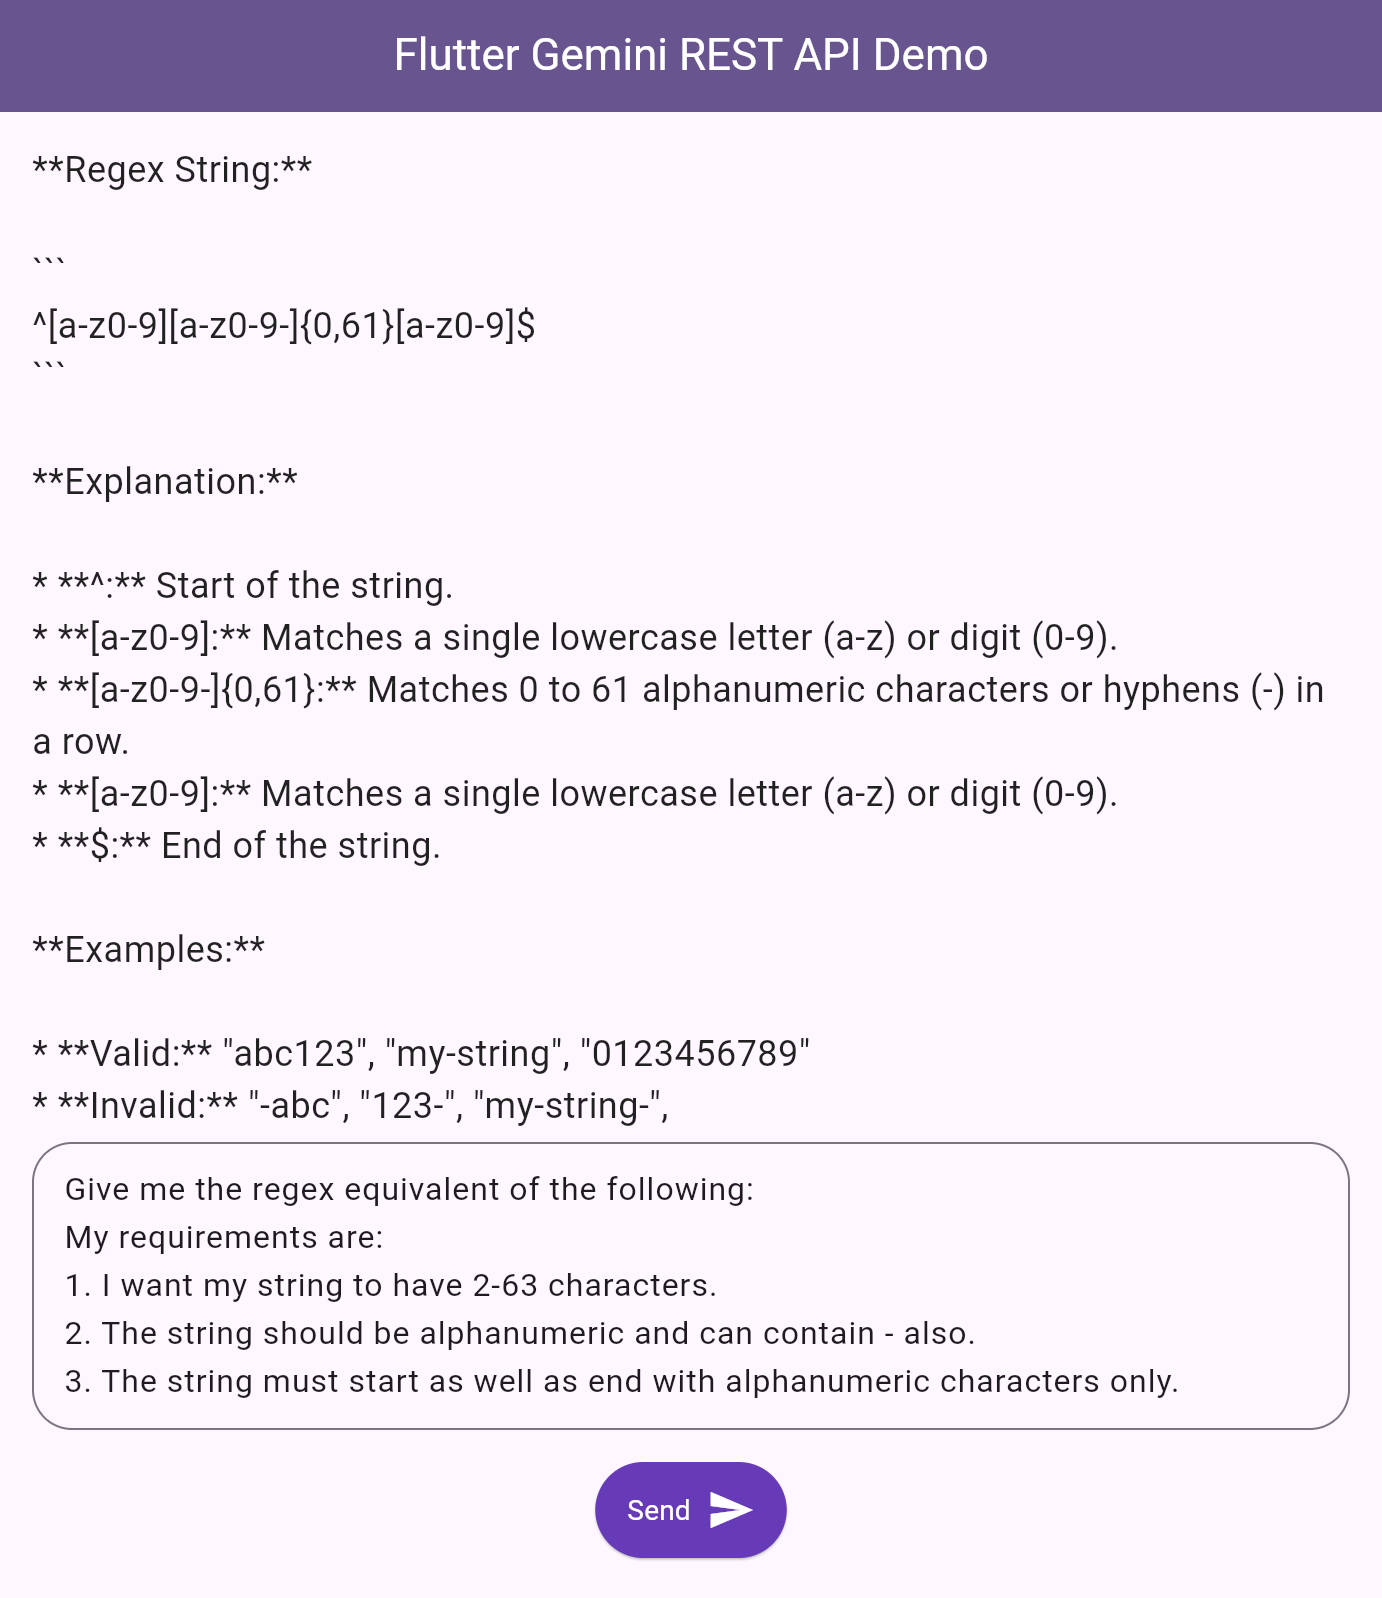 Flutter Gemini REST API Demo
**Regex String:**
```
^[a-z0-9][a-z0-9-]{0,61}[a-z0-9]$
```
**Explanation:**
* **^:** Start of the string.
* **[a-z0-9]:** Matches a single lowercase letter (a-z) or digit (0-9).
* **[a-z0-9-]{0,61}:** Matches 0 to 61 alphanumeric characters or hyphens (-) in
a row.
* **[a-z0-9]:** Matches a single lowercase letter (a-z) or digit (0-9).
* **$:** End of the string.
**Examples:**
* **Valid:** "abc123", "my-string", "0123456789"
* **Invalid:** "-abc", "123-", "my-string-",
Give me the regex equivalent of the following:
My requirements are:
1. I want my string to have 2-63 characters.
2. The string should be alphanumeric and can contain - also.
3. The string must start as well as end with alphanumeric characters only.
Send